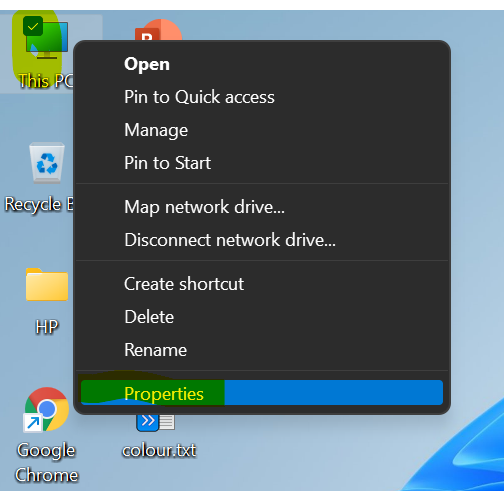 This PC
Open
Pin to Quick access
Manage
Pin to Start
Map network drive...
Disconnect network drive...
Create shortcut
Delete
Rename
Properties
Recycle B
HP
Google
Chrome
colour.txt